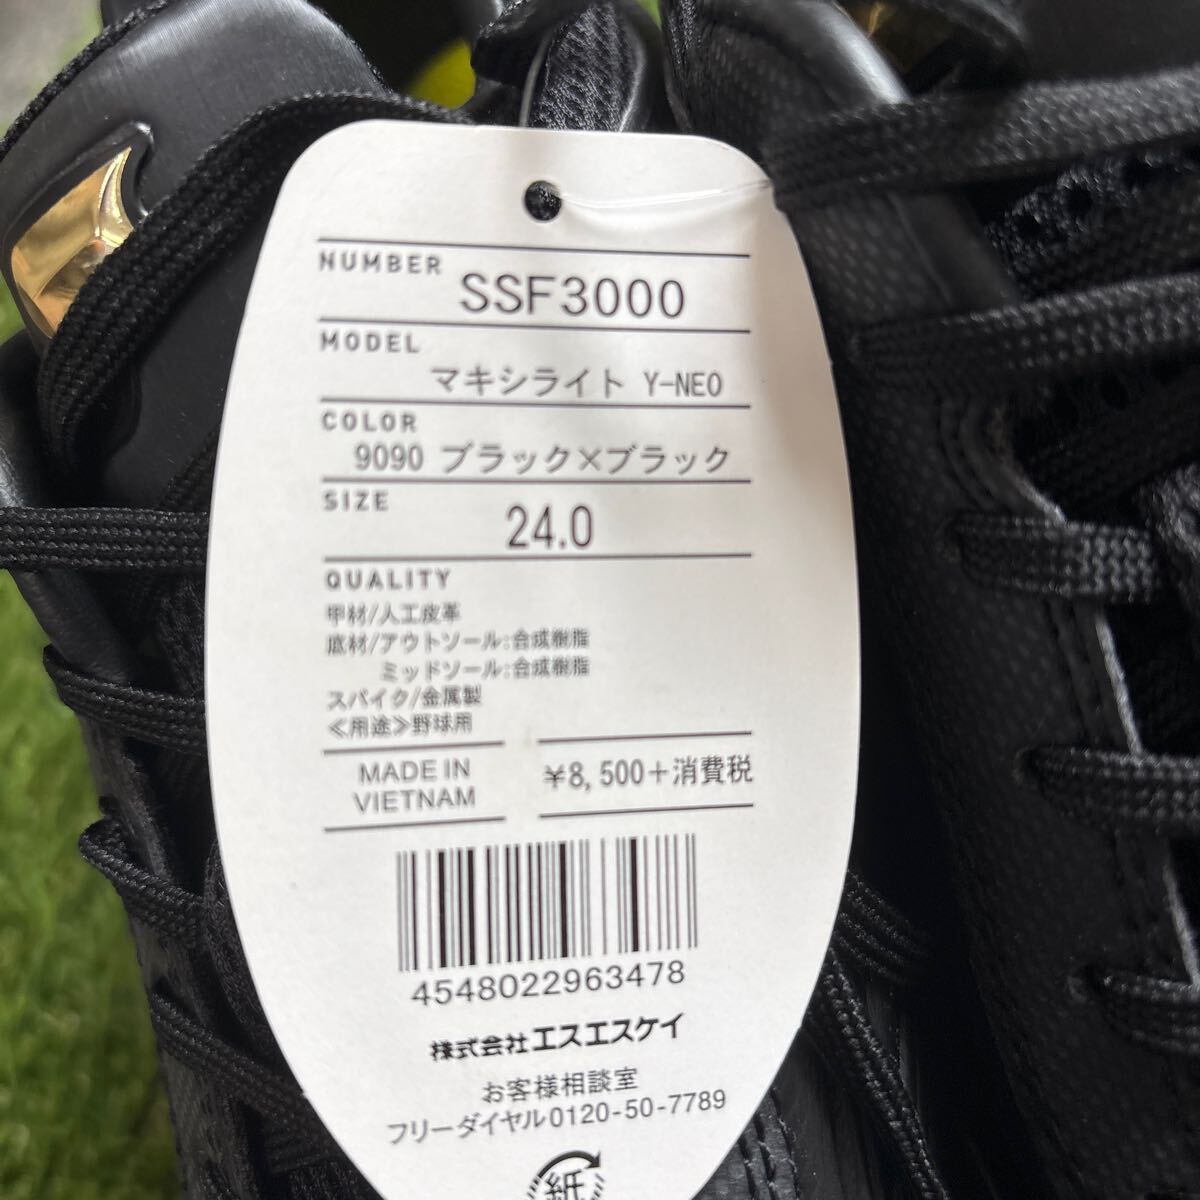 NUMBER
SSF3000
MODEL
マキシライト Y-NEO
COLOR
9090 ブラック×ブラック
SIZE
24.0
QUALITY
甲材/人工皮革
底材/アウトソール:合成樹脂
ミッドソール:合成樹脂
スパイク/金属製
≪用途≫野球用
MADE IN
VIETNAM
¥8,500+消費税
4548022963478
株式会社エスエスケイ
お客様相談室
フリーダイヤル0120-50-7789
紙